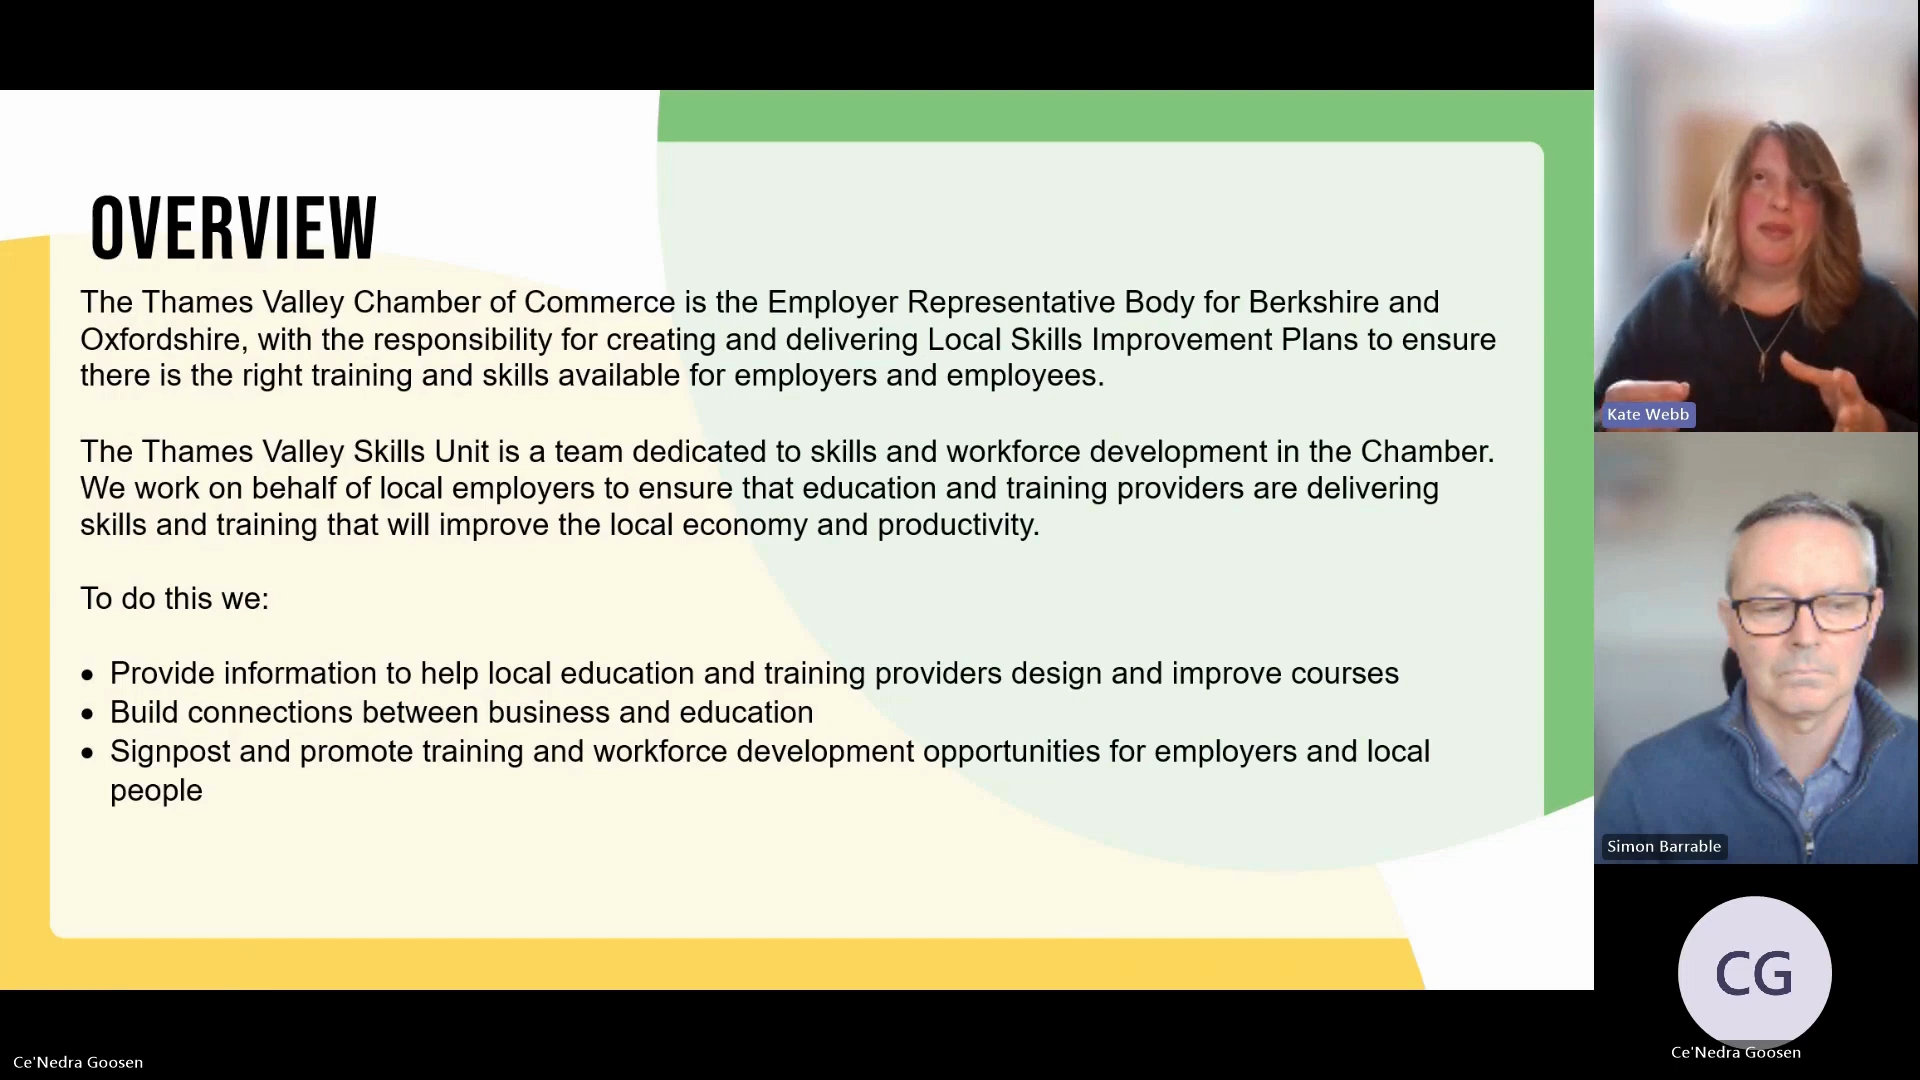 OVERVIEW
The Thames Valley Chamber of Commerce is the Employer Representative Body for Berkshire and
Oxfordshire, with the responsibility for creating and delivering Local Skills Improvement Plans to ensure
there is the right training and skills available for employers and employees.
The Thames Valley Skills Unit is a team dedicated to skills and workforce development in the Chamber.
We work on behalf of local employers to ensure that education and training providers are delivering
skills and training that will improve the local economy and productivity.
To do this we:
• Provide information to help local education and training providers design and improve courses
• Build connections between business and education
• Signpost and promote training and workforce development opportunities for employers and local
people
Kate Webb
Simon Barrable
CG
Ce'Nedra Goosen
Ce'Nedra Goosen